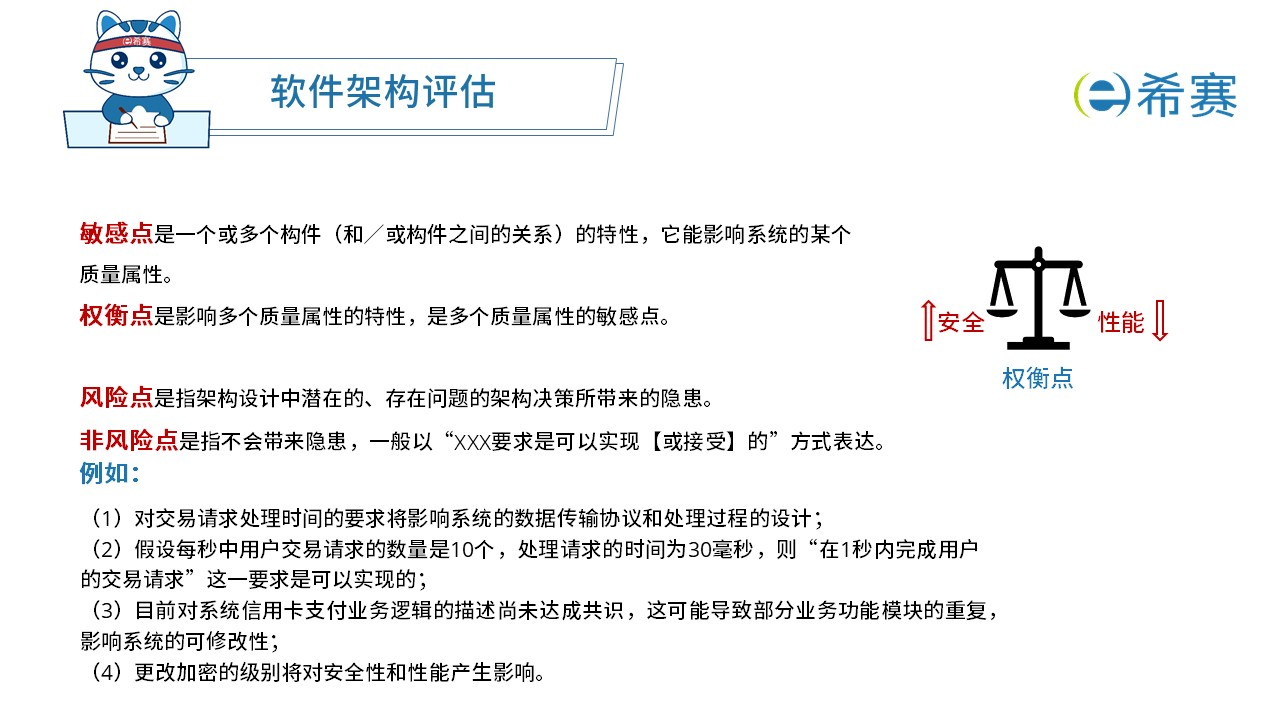 希赛
软件架构评估
希赛
敏感点是一个或多个构件（和／或构件之间的关系）的特性，它能影响系统的某个
质量属性。
权衡点是影响多个质量属性的特性，是多个质量属性的敏感点。
安全
性能
权衡点
风险点是指架构设计中潜在的、存在问题的架构决策所带来的隐患。
非风险点是指不会带来隐患，一般以“XXX要求是可以实现【或接受】的”方式表达。
例如：
（1）对交易请求处理时间的要求将影响系统的数据传输协议和处理过程的设计；
（2）假设每秒中用户交易请求的数量是10个，处理请求的时间为30毫秒，则“在1秒内完成用户
的交易请求”这一要求是可以实现的；
（3）目前对系统信用卡支付业务逻辑的描述尚未达成共识，这可能导致部分业务功能模块的重复，
影响系统的可修改性；
（4）更改加密的级别将对安全性和性能产生影响。